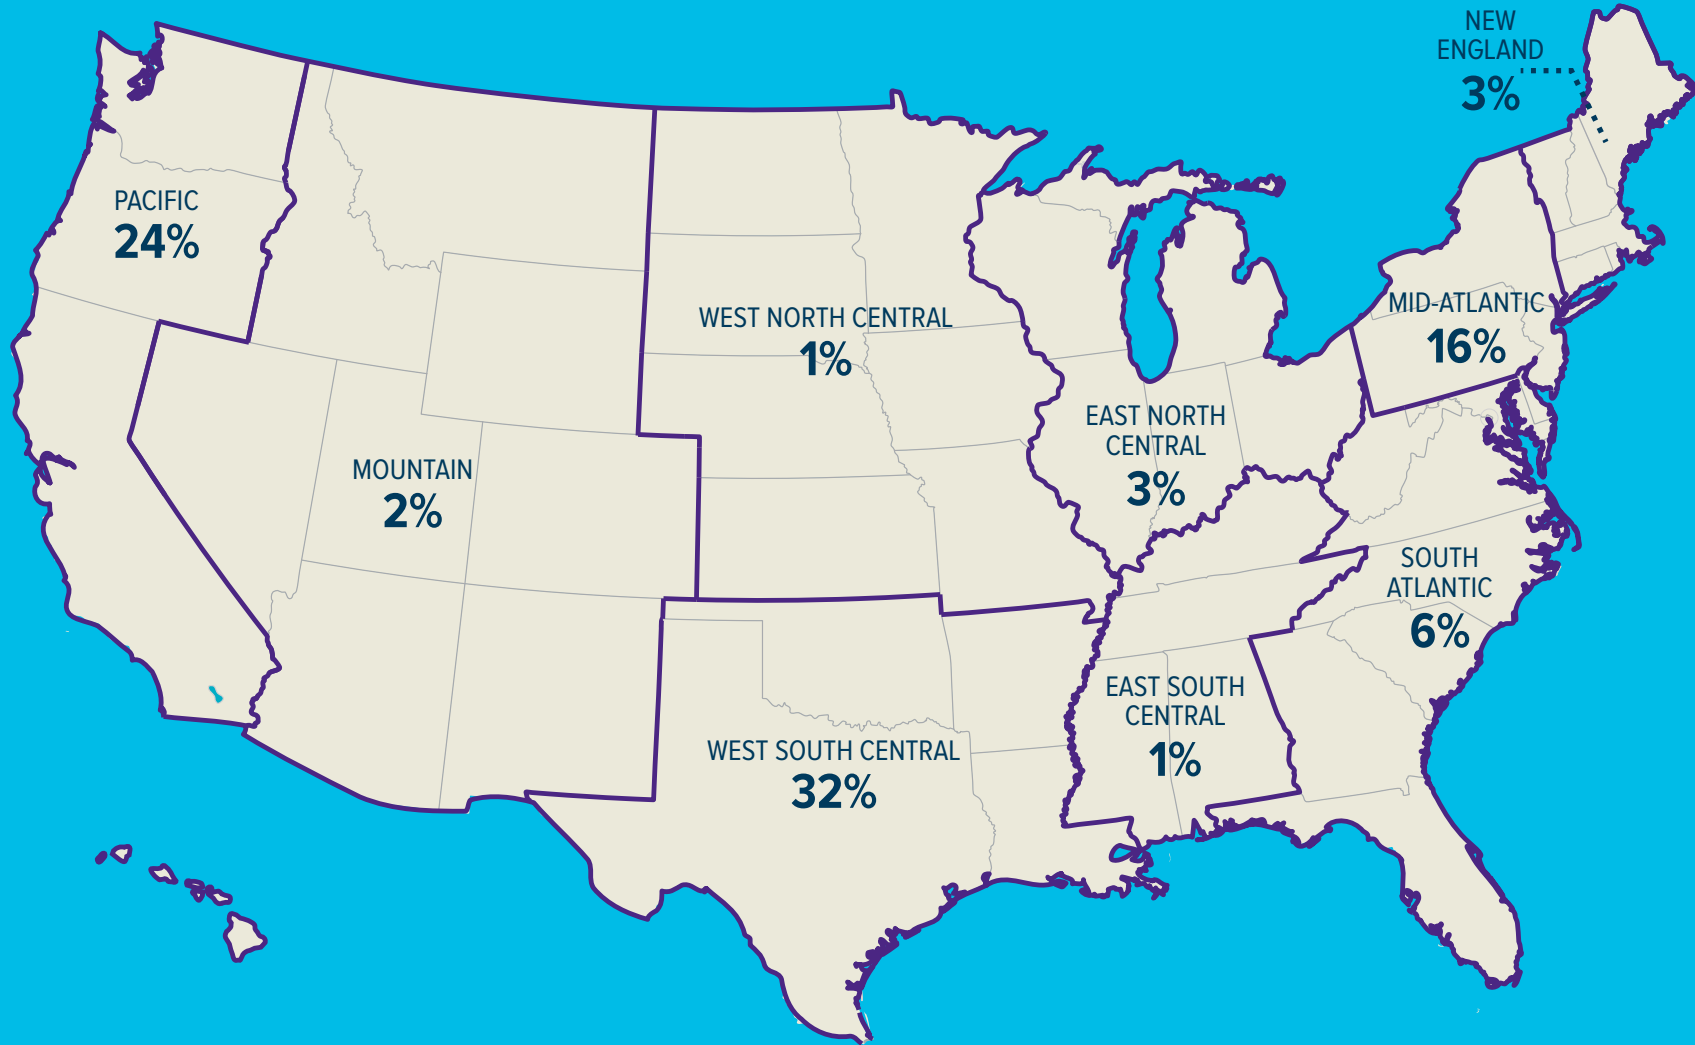 NEW
ENGLAND
3%
PACIFIC
24%
WEST NORTH CENTRAL
1%
MID-ATLANTIC
16%
EAST NORTH
CENTRAL
3%
MOUNTAIN
2%
SOUTH
ATLANTIC
6%
EAST SOUTH
CENTRAL
1%
WEST SOUTH CENTRAL
32%